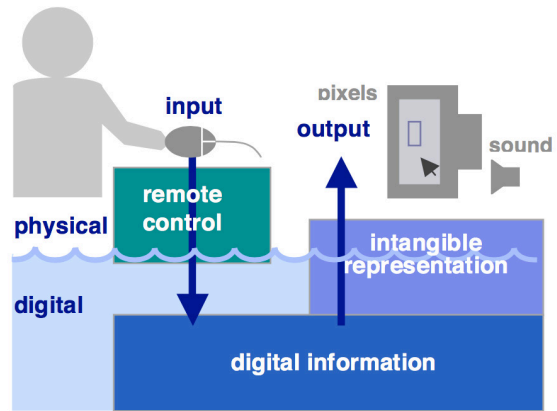 input
pixels
output
sound
remote
control
physical
intangible
representation
digital
digital information